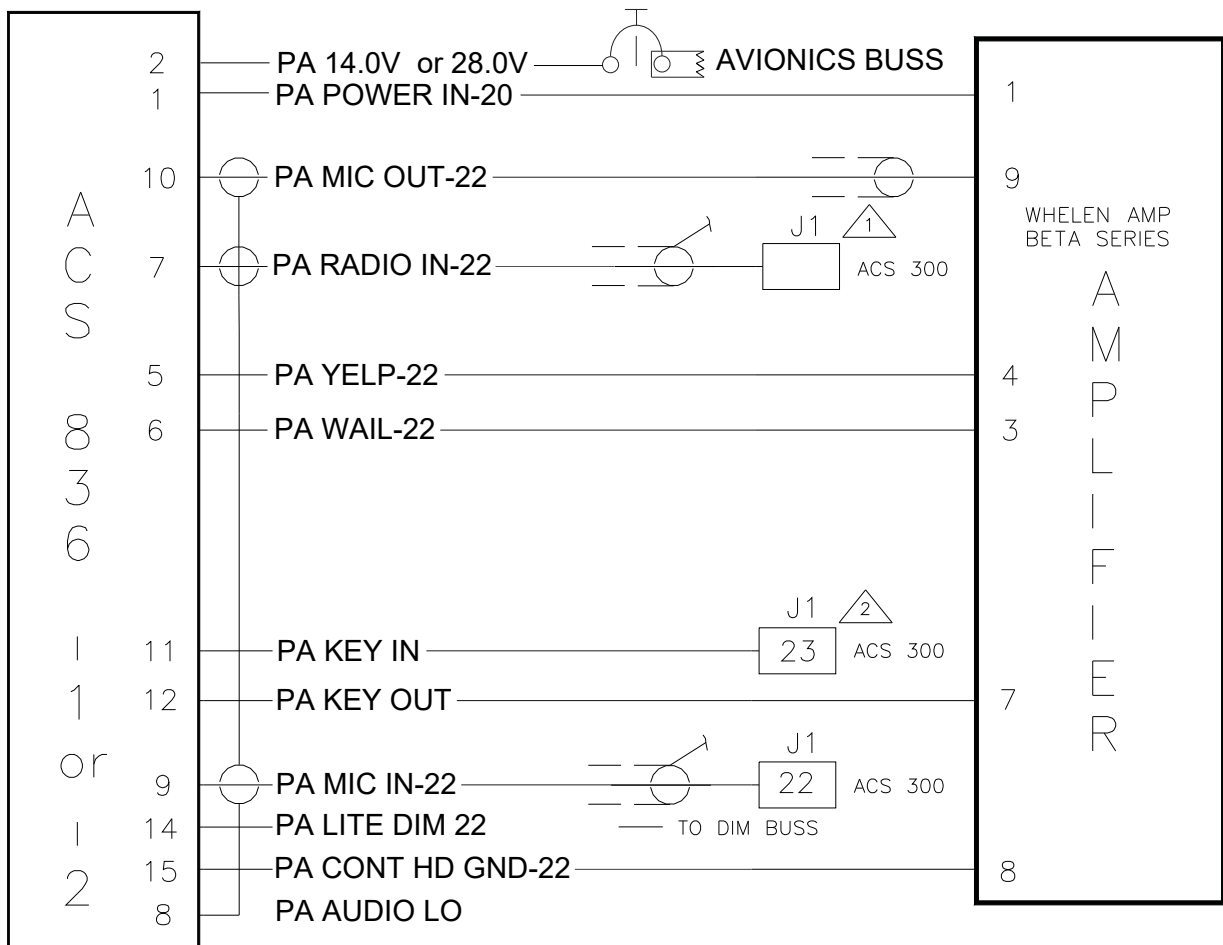 2 PA 14.0V or 28.0V AVIONICS BUSS
1 PA POWER IN-20 1
10 PA MIC OUT-22 9
WHELEN AMP
BETA SERIES
J1 1
7 PA RADIO IN-22 ACS 300
5 PA YELP-22 4
6 PA WAIL-22 3
J1 2
11 PA KEY IN 23 ACS 300
12 PA KEY OUT 7
J1
9 PA MIC IN-22 22 ACS 300
14 PA LITE DIM 22 TO DIM BUSS
15 PA CONT HD GND-22 8
8 PA AUDIO LO
ACS 836 -1 or -2
AMPLIFIER